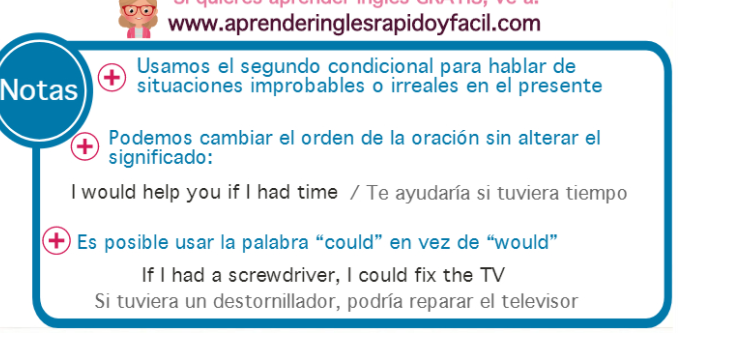 Si quieres aprender inglés GRATIS, ve a:
www.aprenderinglesrapidoyfacil.com
Notas
Usamos el segundo condicional para hablar de
situaciones improbables o irreales en el presente
Podemos cambiar el orden de la oración sin alterar el
significado:
I would help you if I had time / Te ayudaría si tuviera tiempo
Es posible usar la palabra “could” en vez de “would”
If I had a screwdriver, I could fix the TV
Si tuviera un destornillador, podría reparar el televisor